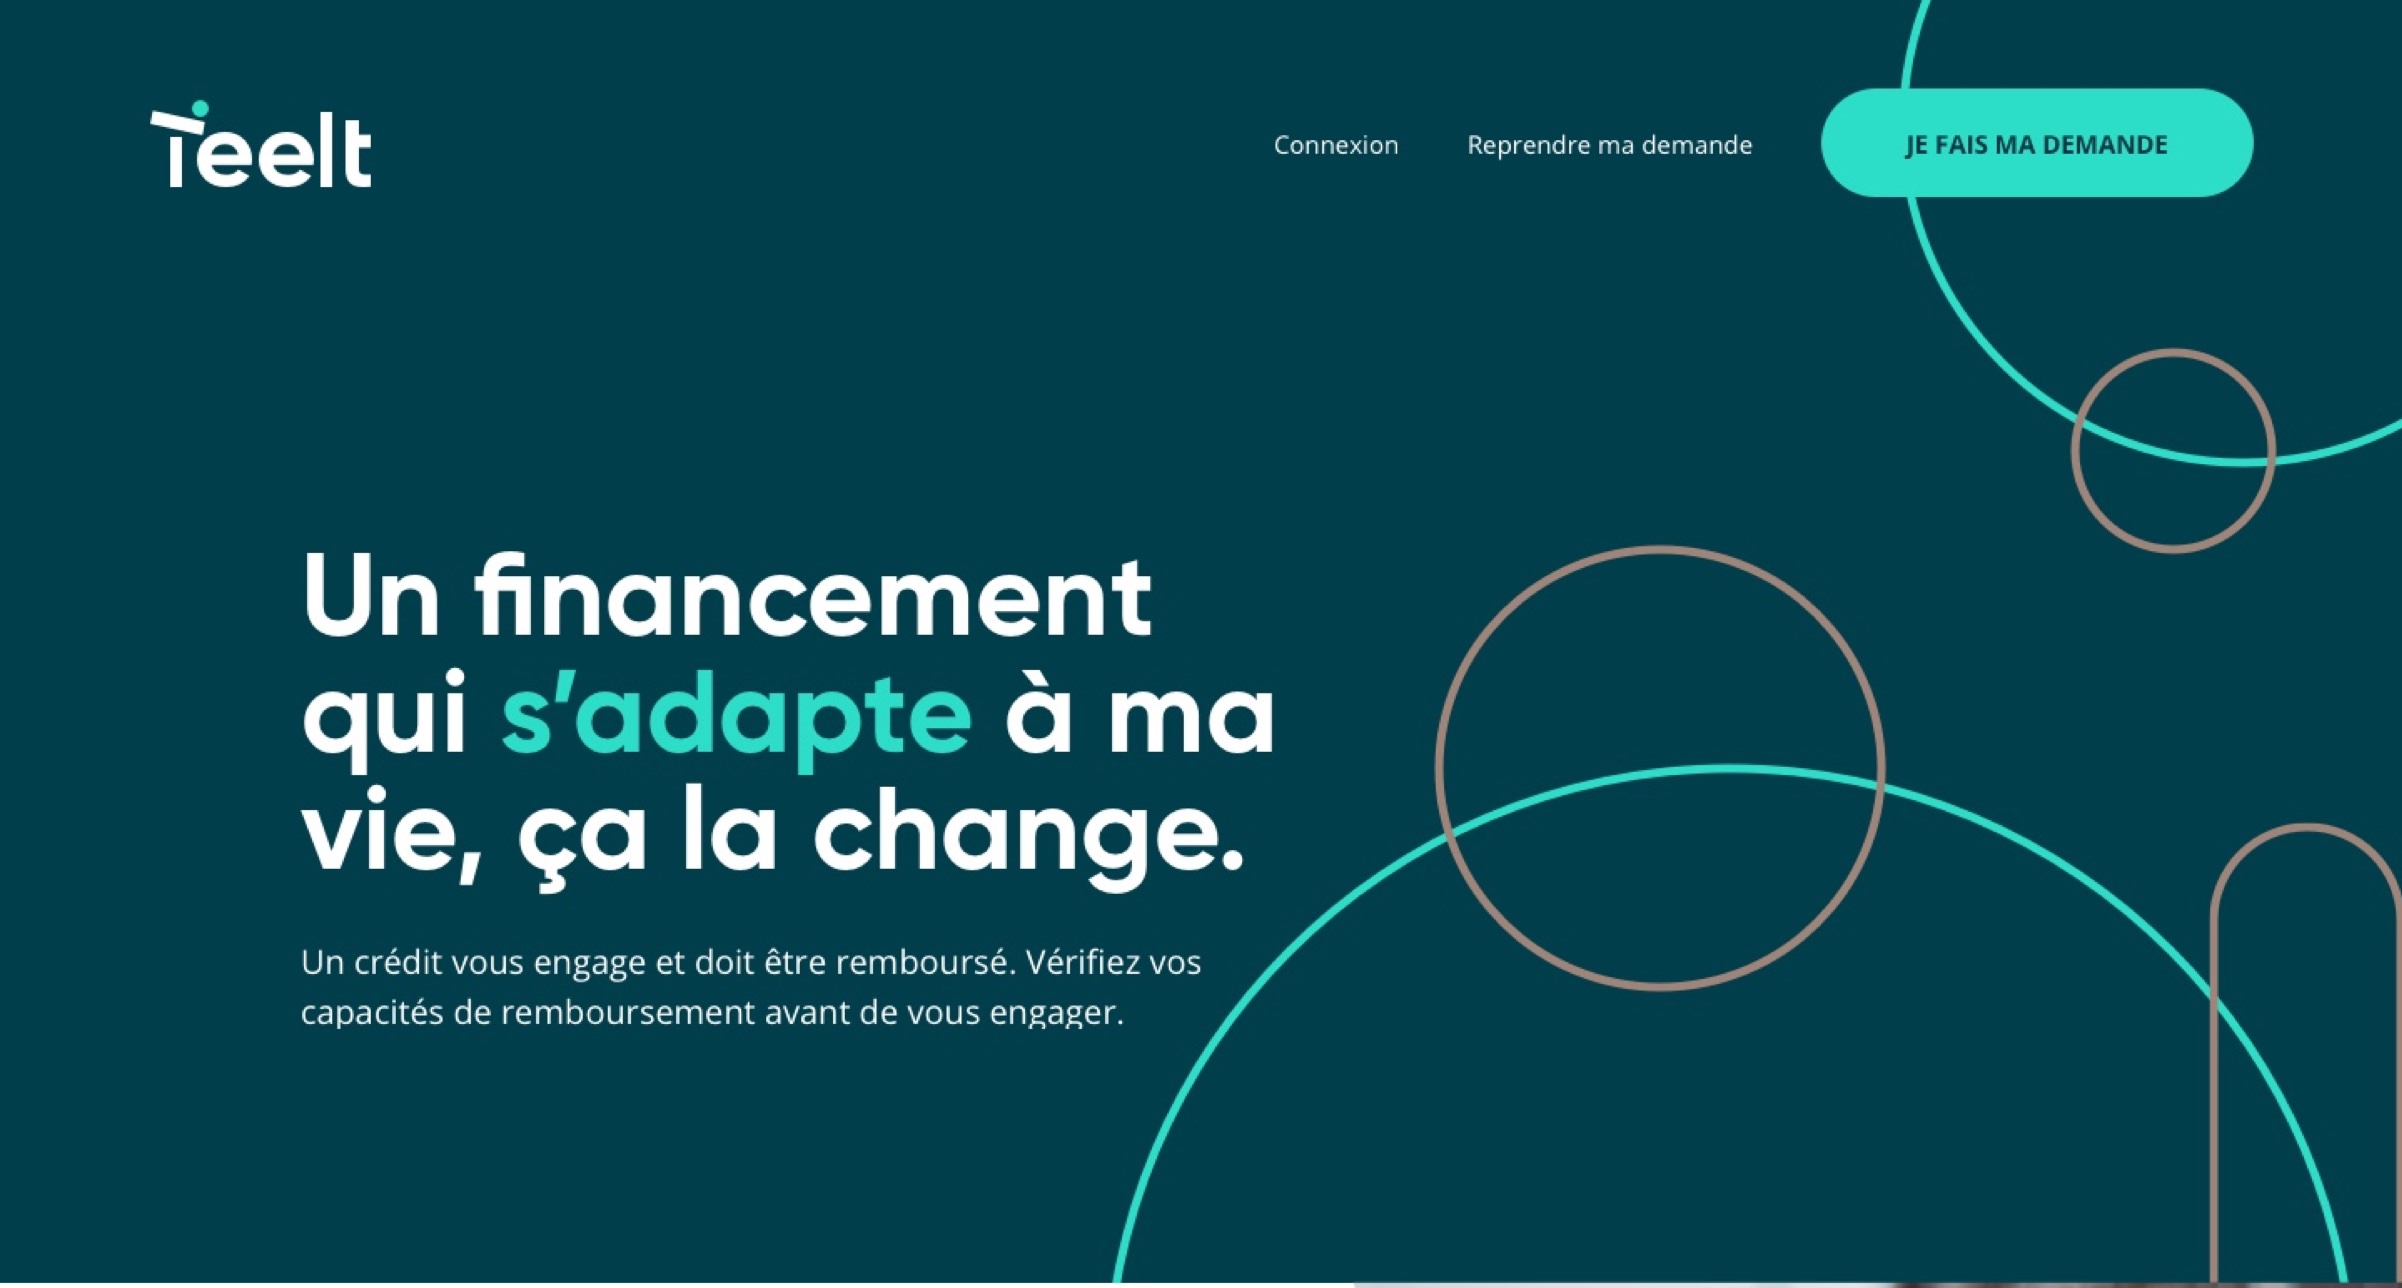 Teelt
Connexion
Reprendre ma demande
JE FAIS MA DEMANDE
Un financement
qui s’adapte à ma
vie, ça la change.
Un crédit vous engage et doit être remboursé. Vérifiez vos
capacités de remboursement avant de vous engager.